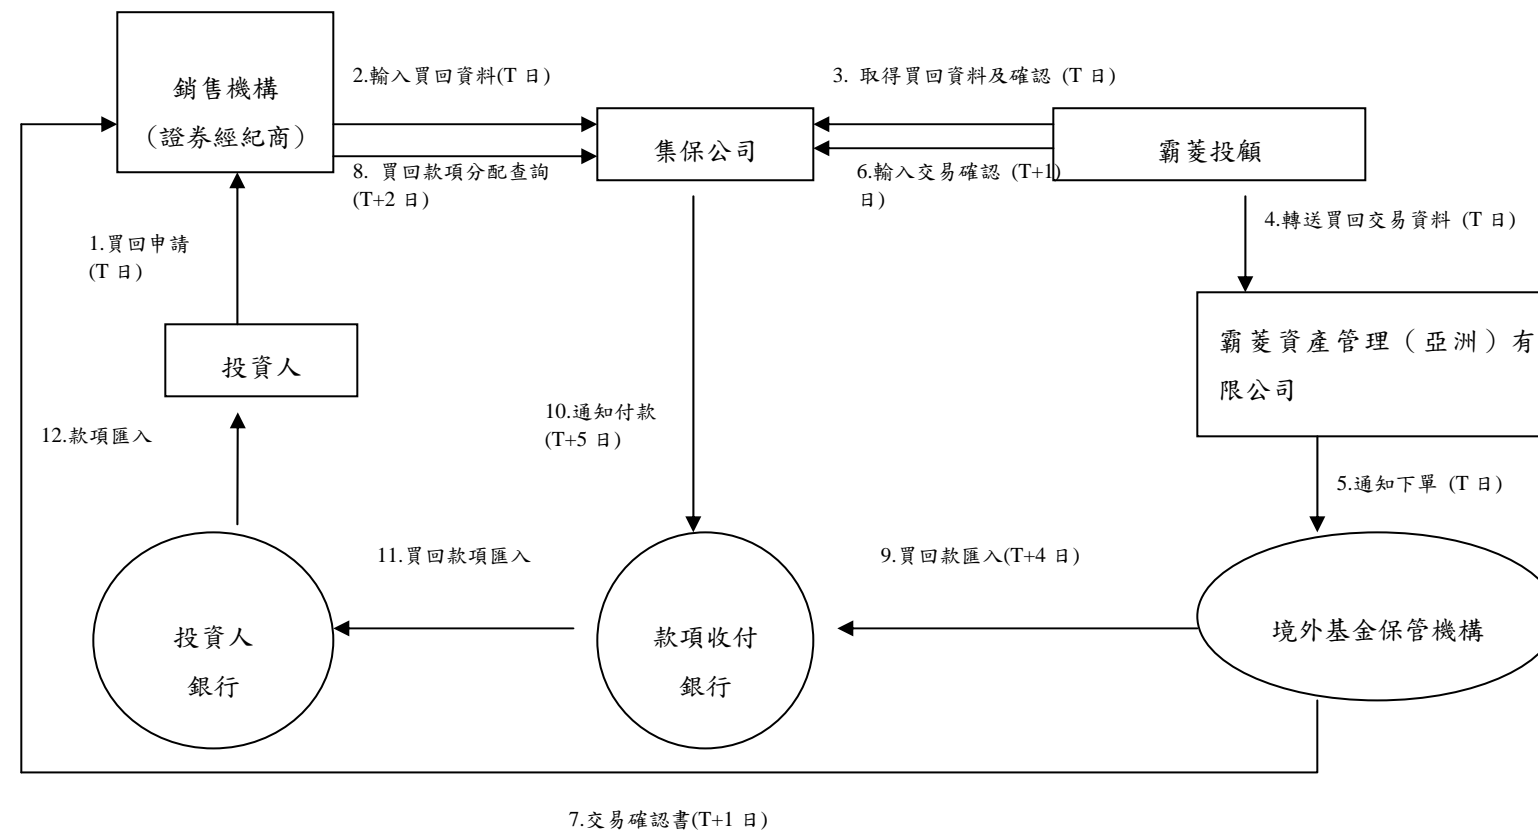 銷售機構
（證券經紀商）
2.輸入買回資料(T 日)
3. 取得買回資料及確認 (T 日)
集保公司
霸菱投顧
8. 買回款項分配查詢
(T+2 日)
6.輸入交易確認 (T+1)
日)
4.轉送買回交易資料 (T 日)
1.買回申請
(T 日)
霸菱資產管理（亞洲）有
限公司
投資人
10.通知付款
(T+5 日)
12.款項匯入
5.通知下單 (T 日)
11.買回款項匯入
9.買回款匯入(T+4 日)
投資人
銀行
款項收付
銀行
境外基金保管機構
7.交易確認書(T+1 日)